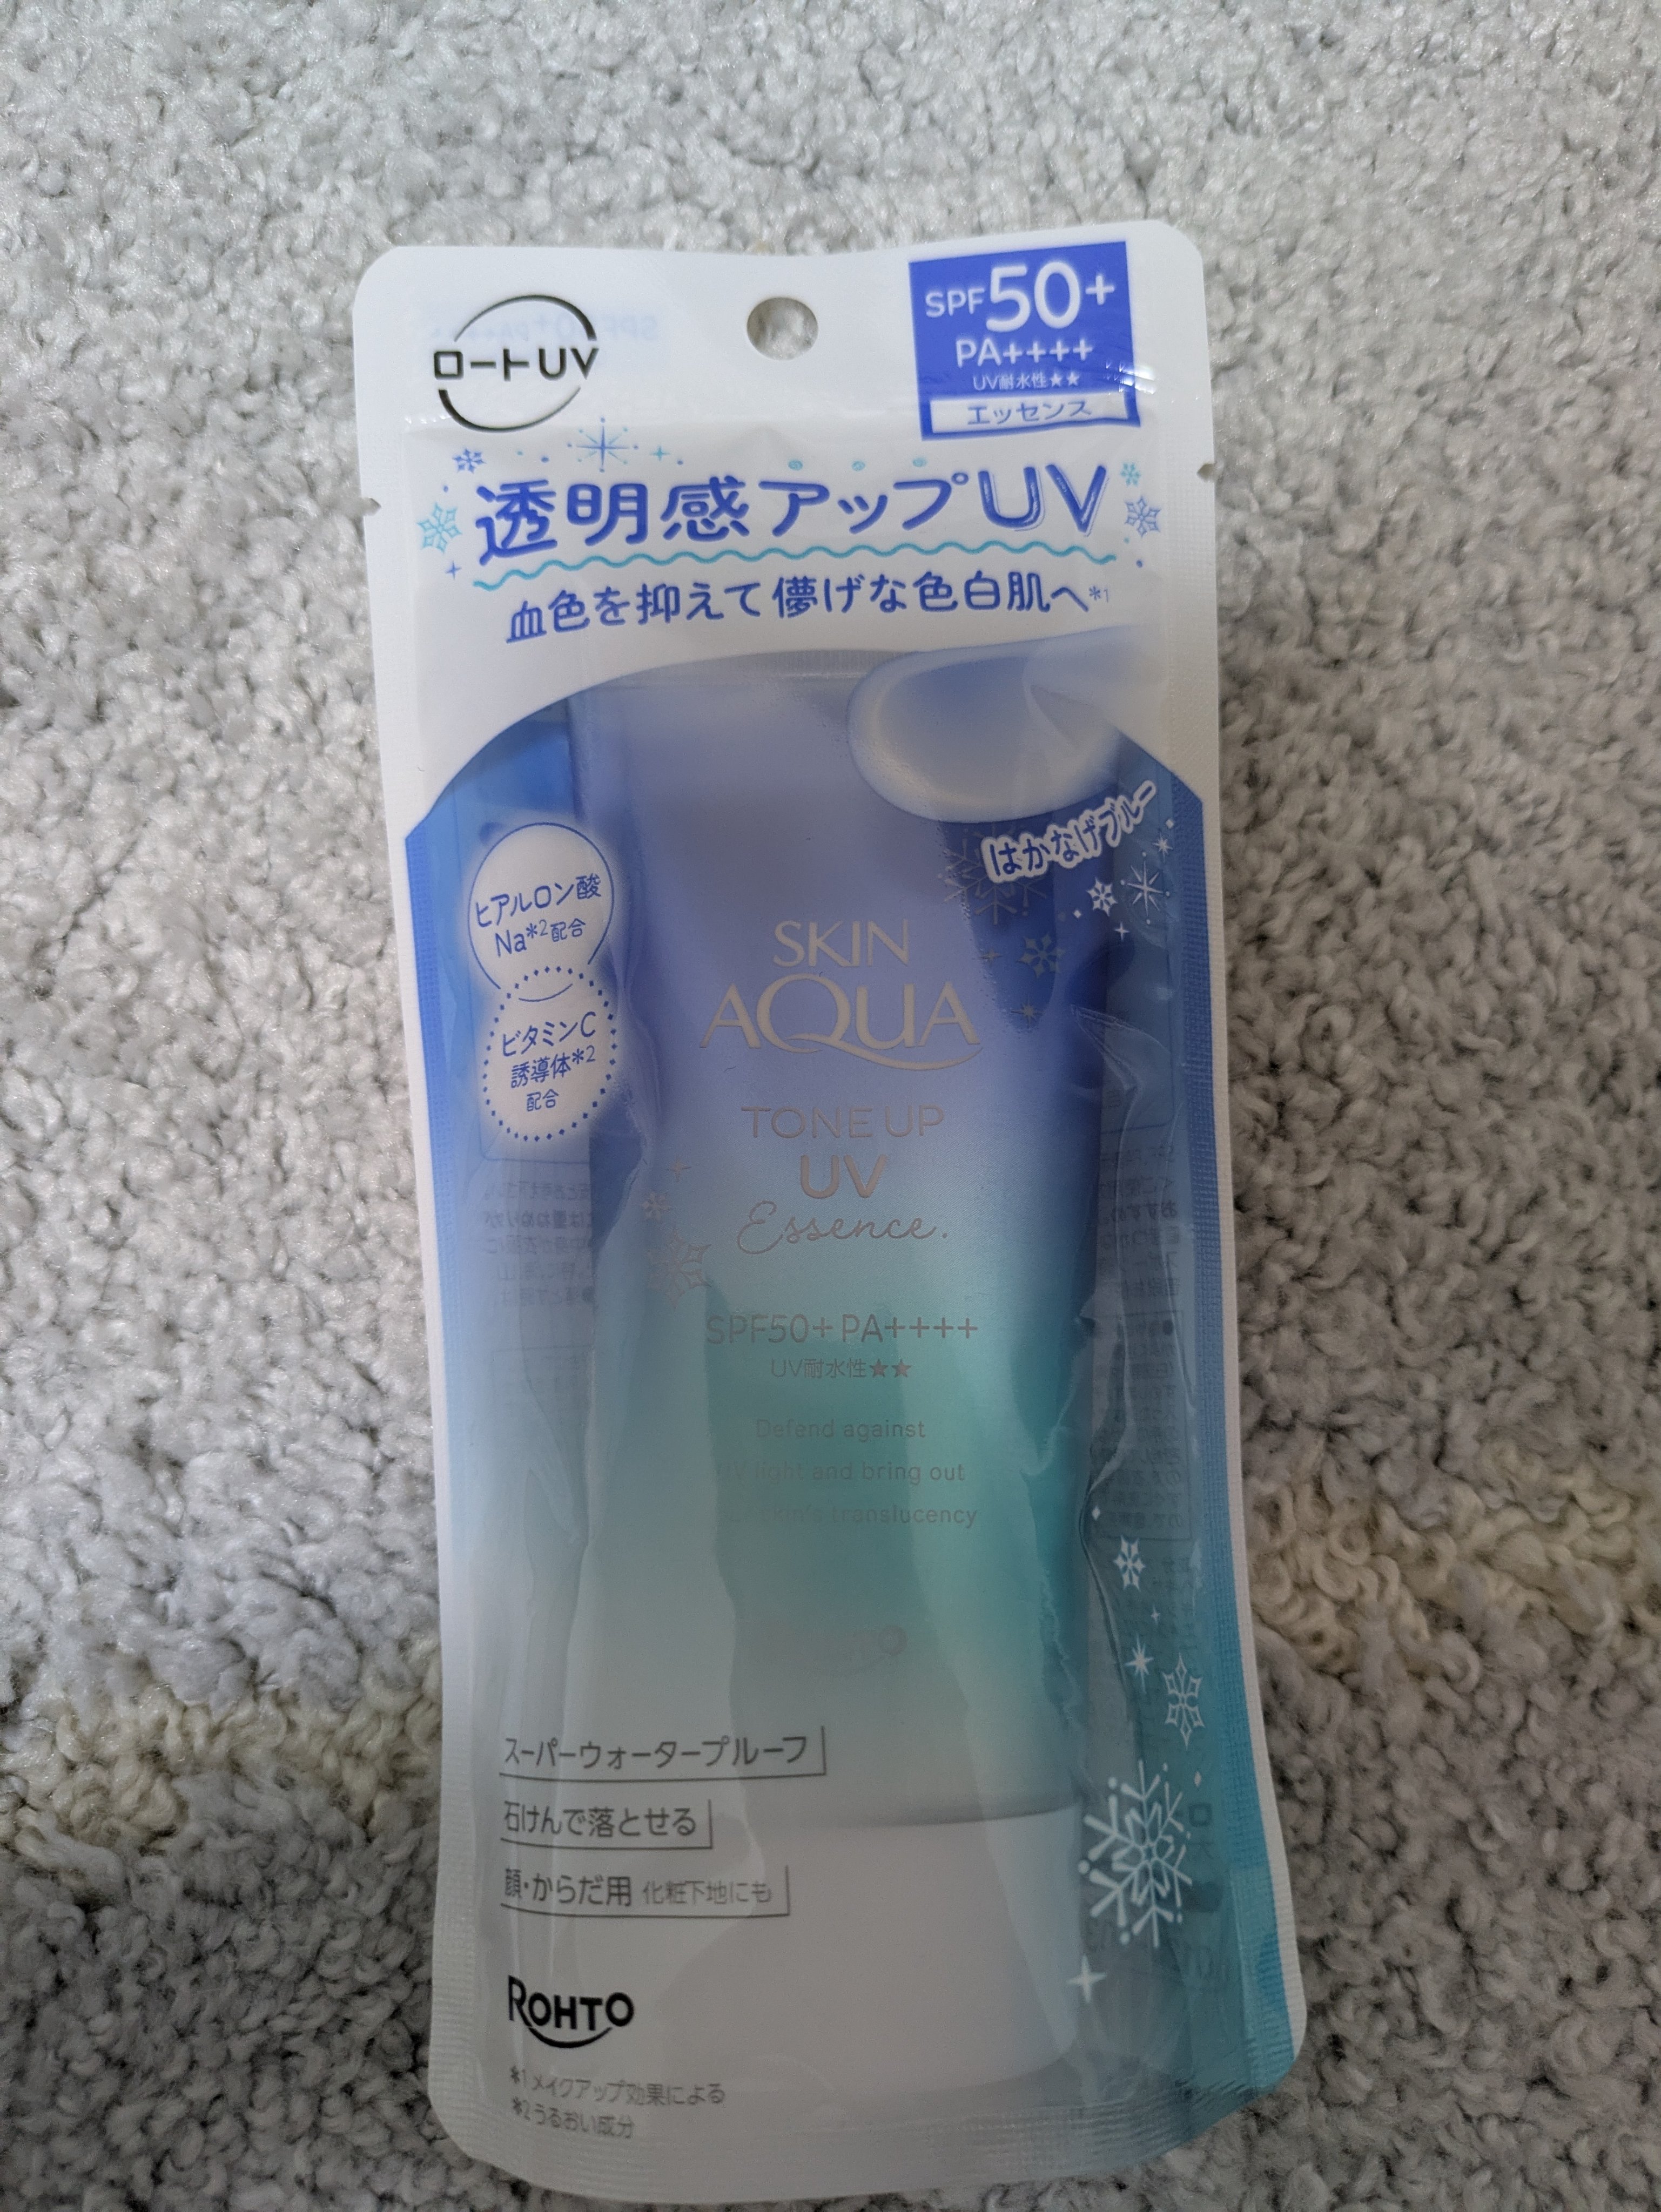 ロートUV
SPF50+
PA++++
UV耐水性★★
エッセンス
透明感アップUV
血色を抑えて儚げな色白肌へ*1
はかなげブルー
ヒアルロン酸
Na*2配合
ビタミンC
誘導体*2
配合
SKIN
AQUA
TONE UP
UV
Essence.
SPF50+ PA++++
UV耐水性★★
Defend against
light and bring out
skin's translucency
スーパーウォータープルーフ
石けんで落とせる
顔・からだ用 化粧下地にも
ROHTO
*1メイクアップ効果による
*2うるおい成分